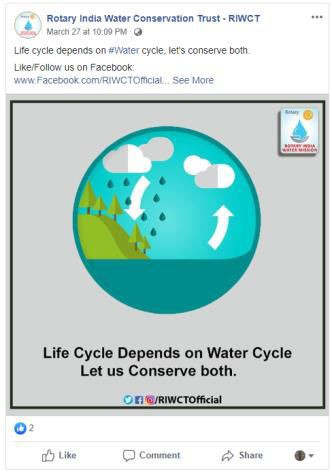 Rotary India Water Conservation Trust - RIWCT
March 27 at 10:09 PM ·
Life cycle depends on #Water cycle, let's conserve both.
Like/Follow us on Facebook:
www.Facebook.com/RIWCTOfficial... See More
Rotary
ROTARY INDIA
WATER MISSION
Life Cycle Depends on Water Cycle
Let us Conserve both.
/RIWCTOfficial
2
Like Comment Share